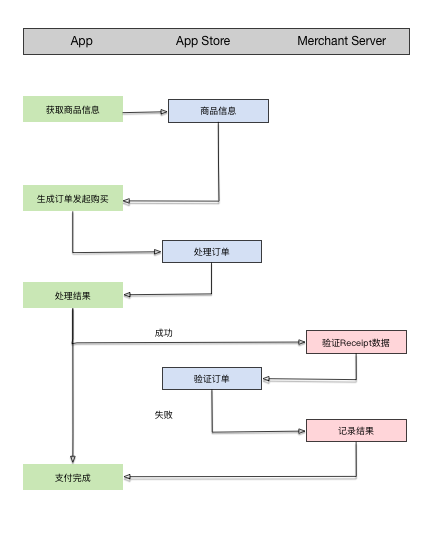 App
App Store
Merchant Server
获取商品信息
商品信息
生成订单发起购买
处理订单
处理结果
成功
验证Receipt数据
验证订单
失败
记录结果
支付完成